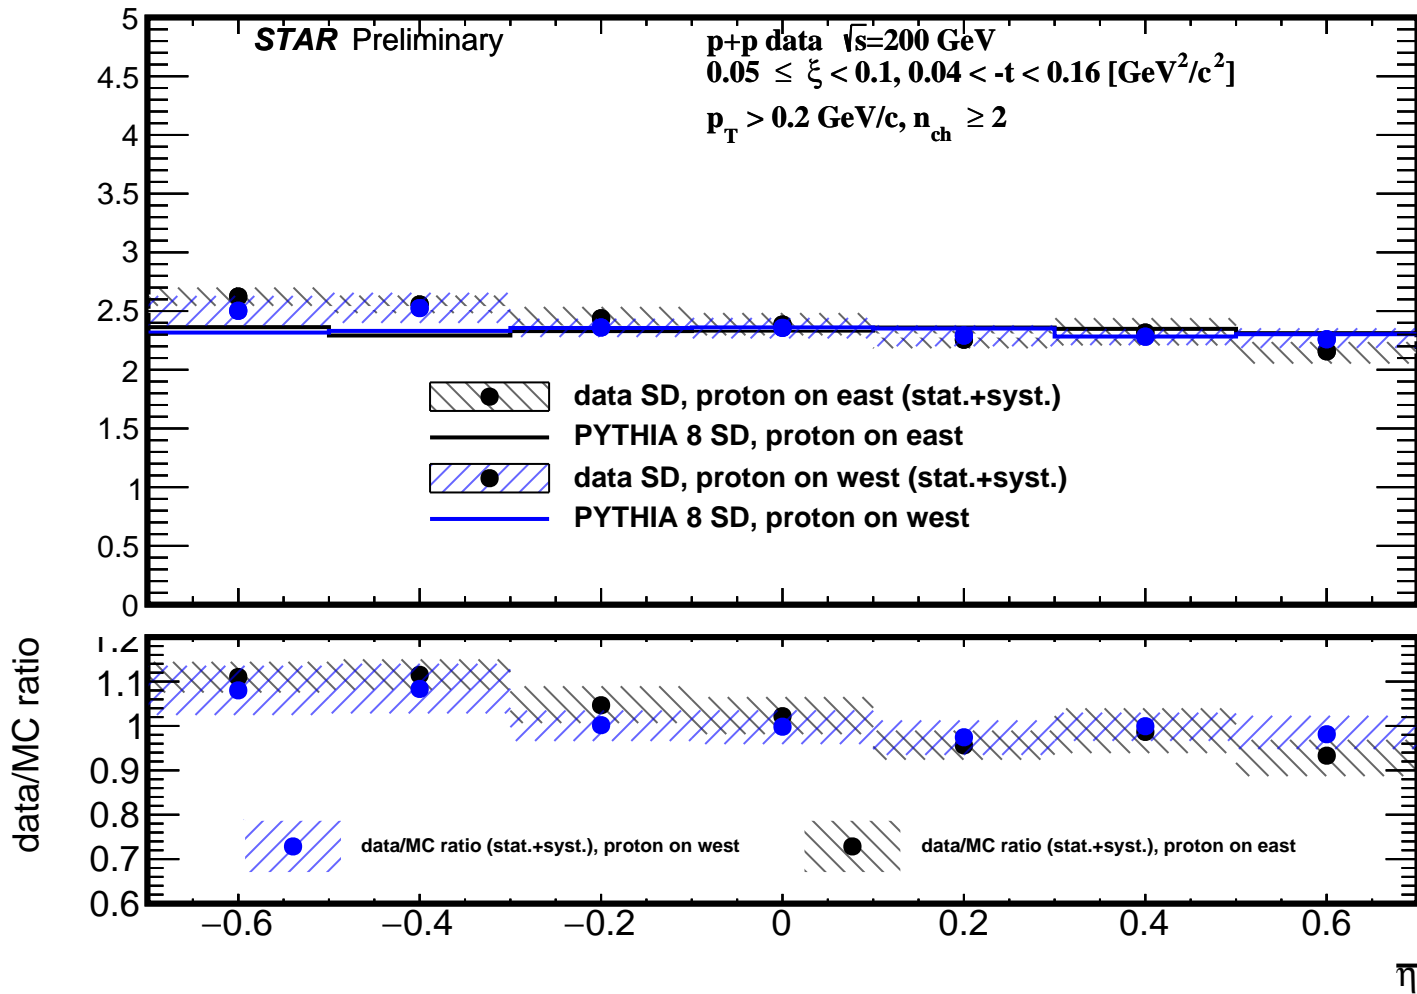 STAR Preliminary
p+p data √s=200 GeV
0.05 ≤ ξ < 0.1, 0.04 < -t < 0.16 [GeV²/c²]
p_T > 0.2 GeV/c, n_ch ≥ 2
5
4.5
4
3.5
3
2.5
2
1.5
1
0.5
0
data SD, proton on east (stat.+syst.)
PYTHIA 8 SD, proton on east
data SD, proton on west (stat.+syst.)
PYTHIA 8 SD, proton on west
data/MC ratio
1.2
1.1
1
0.9
0.8
0.7
0.6
data/MC ratio (stat.+syst.), proton on west
data/MC ratio (stat.+syst.), proton on east
−0.6 −0.4 −0.2 0 0.2 0.4 0.6
η̅